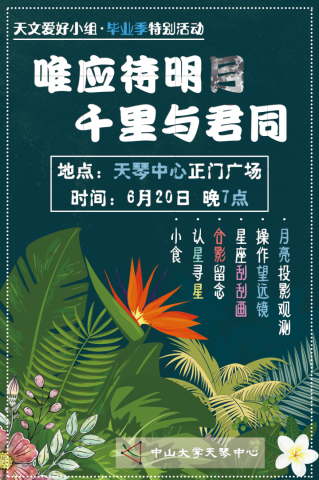 天文爱好小组·毕业季特别活动
唯应待明月
千里与君同
地点：天琴中心正门广场
时间：6月20日 晚7点
·月亮投影观测
·操作望远镜
·星座刮刮画
·合影留念
·认星寻星
·小食
中山大学天琴中心